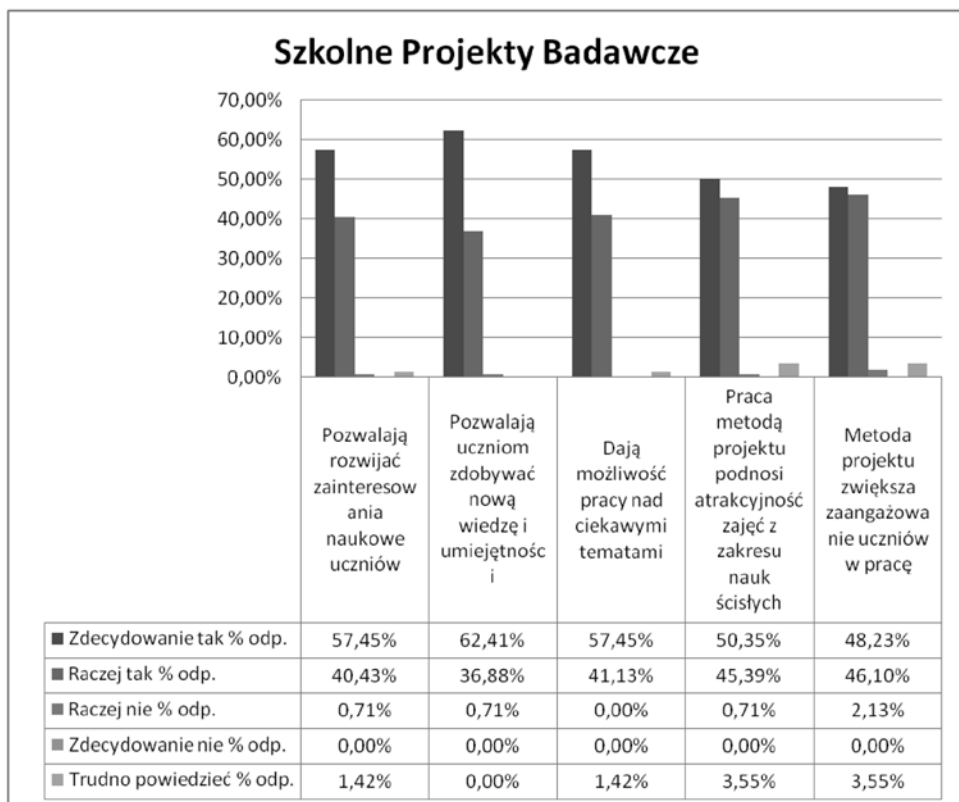 Szkolne Projekty Badawcze
70,00%
60,00%
50,00%
40,00%
30,00%
20,00%
10,00%
0,00%
Pozwalają
rozwijać
zainteresow
ania
naukowe
uczniów
Pozwalają
uczniom
zdobywać
nową
wiedzę i
umiejętnośc
i
Dają
możliwość
pracy nad
ciekawymi
tematami
Praca
metodą
projektu
podnosi
atrakcyjność
zajęć z
zakresu
nauk
ścisłych
Metoda
projektu
zwiększa
zaangażowa
nie uczniów
w pracę
Zdecydowanie tak % odp. 57,45% 62,41% 57,45% 50,35% 48,23%
Raczej tak % odp. 40,43% 36,88% 41,13% 45,39% 46,10%
Raczej nie % odp. 0,71% 0,71% 0,00% 0,71% 2,13%
Zdecydowanie nie % odp. 0,00% 0,00% 0,00% 0,00% 0,00%
Trudno powiedzieć % odp. 1,42% 0,00% 1,42% 3,55% 3,55%